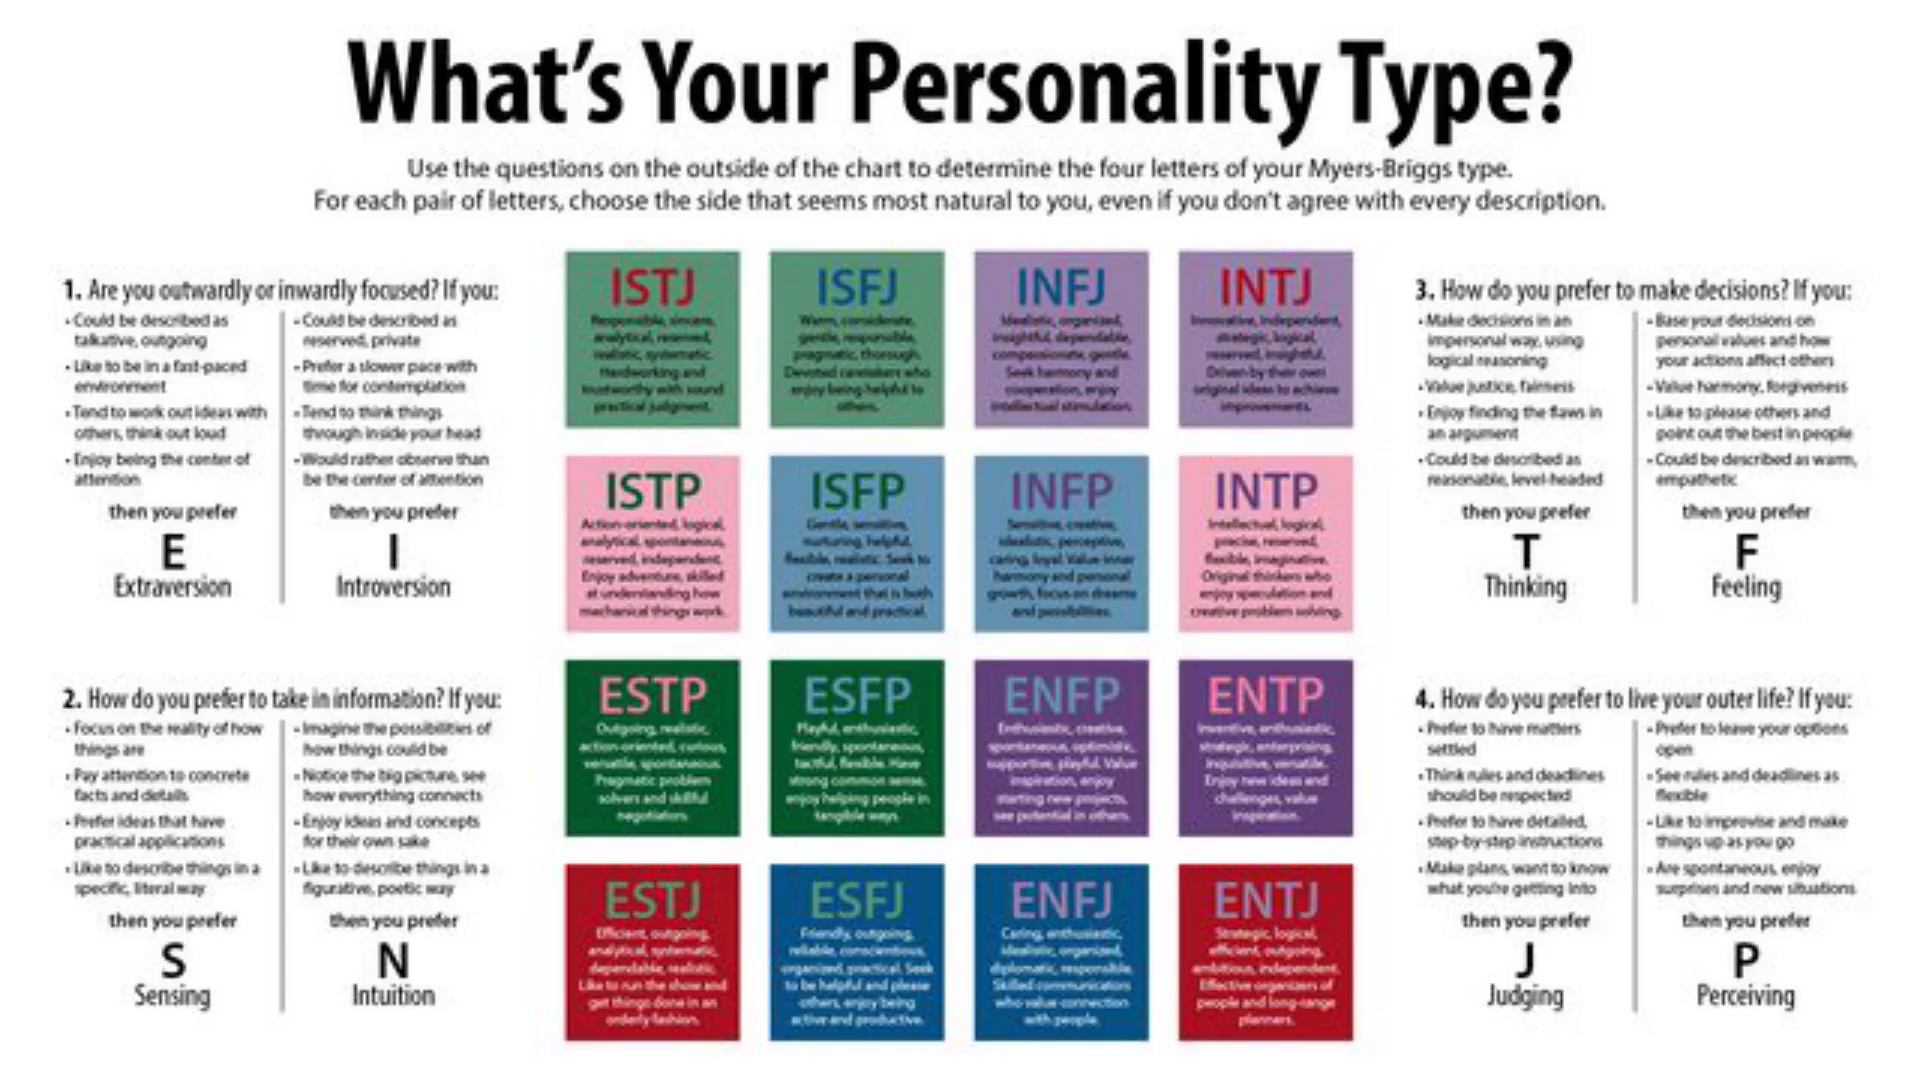 What's Your Personality Type?
Use the questions on the outside of the chart to determine the four letters of your Myers-Briggs type.
For each pair of letters, choose the side that seems most natural to you, even if you don't agree with every description.
1. Are you outwardly or inwardly focused? If you:
• Could be described as
talkative, outgoing
• Like to be in a fast-paced
environment
• Tend to work out ideas with
others, think out loud
• Enjoy being the center of
attention
then you prefer
E
Extraversion
• Could be described as
reserved, private
• Prefer a slower pace with
time for contemplation
• Tend to think things
through inside your head
• Would rather observe than
be the center of attention
then you prefer
I
Introversion
2. How do you prefer to take in information? If you:
• Focus on the reality of how
things are
• Pay attention to concrete
facts and details
• Prefer ideas that have
practical applications
• Like to describe things in a
specific, literal way
then you prefer
S
Sensing
• Imagine the possibilities of
how things could be
• Notice the big picture, see
how everything connects
• Enjoy ideas and concepts
for their own sake
• Like to describe things in a
figurative, poetic way
then you prefer
N
Intuition
ISTJ
Responsible, sincere,
analytical, reserved,
realistic, systematic.
Hardworking and
trustworthy with sound
practical judgment.
ISFJ
Warm, considerate,
gentle, responsible,
pragmatic, thorough.
Devoted caretakers who
enjoy being helpful to
others.
INFJ
Idealistic, organized,
insightful, dependable,
compassionate, gentle.
Seek harmony and
cooperation, enjoy
intellectual stimulation.
INTJ
Innovative, independent,
strategic, logical,
reserved, insightful.
Driven by their own
original ideas to achieve
improvements.
ISTP
Action-oriented, logical,
analytical, spontaneous,
reserved, independent.
Enjoy adventure, skilled
at understanding how
mechanical things work.
ISFP
Gentle, sensitive,
nurturing, helpful,
flexible, realistic. Seek to
create a personal
environment that is both
beautiful and practical.
INFP
Sensitive, creative,
idealistic, perceptive,
caring, loyal. Value inner
harmony and personal
growth, focus on dreams
and possibilities.
INTP
Intellectual, logical,
precise, reserved,
flexible, imaginative.
Original thinkers who
enjoy speculation and
creative problem solving.
ESTP
Outgoing, realistic,
action-oriented, curious,
versatile, spontaneous.
Pragmatic problem
solvers and skillful
negotiators.
ESFP
Playful, enthusiastic,
friendly, spontaneous,
tactful, flexible. Have
strong common sense,
enjoy helping people in
tangible ways.
ENFP
Enthusiastic, creative,
spontaneous, optimistic,
supportive, playful. Value
inspiration, enjoy
starting new projects,
see potential in others.
ENTP
Inventive, enthusiastic,
strategic, enterprising,
inquisitive, versatile.
Enjoy new ideas and
challenges, value
inspiration.
ESTJ
Efficient, outgoing,
analytical, systematic,
dependable, realistic.
Like to run the show and
get things done in an
orderly fashion.
ESFJ
Friendly, outgoing,
reliable, conscientious,
organized, practical. Seek
to be helpful and please
others, enjoy being
active and productive.
ENFJ
Caring, enthusiastic,
idealistic, organized,
diplomatic, responsible.
Skilled communicators
who value connection
with people.
ENTJ
Strategic, logical,
efficient, outgoing,
ambitious, independent.
Effective organizers of
people and long-range
planners.
3. How do you prefer to make decisions? If you:
• Make decisions in an
impersonal way, using
logical reasoning
• Value justice, fairness
• Enjoy finding the flaws in
an argument
• Could be described as
reasonable, level-headed
then you prefer
T
Thinking
• Base your decisions on
personal values and how
your actions affect others
• Value harmony, forgiveness
• Like to please others and
point out the best in people
• Could be described as warm,
empathetic
then you prefer
F
Feeling
4. How do you prefer to live your outer life? If you:
• Prefer to have matters
settled
• Think rules and deadlines
should be respected
• Prefer to have detailed,
step-by-step instructions
• Make plans, want to know
what you're getting into
then you prefer
J
Judging
• Prefer to leave your options
open
• See rules and deadlines as
flexible
• Like to improvise and make
things up as you go
• Are spontaneous, enjoy
surprises and new situations
then you prefer
P
Perceiving